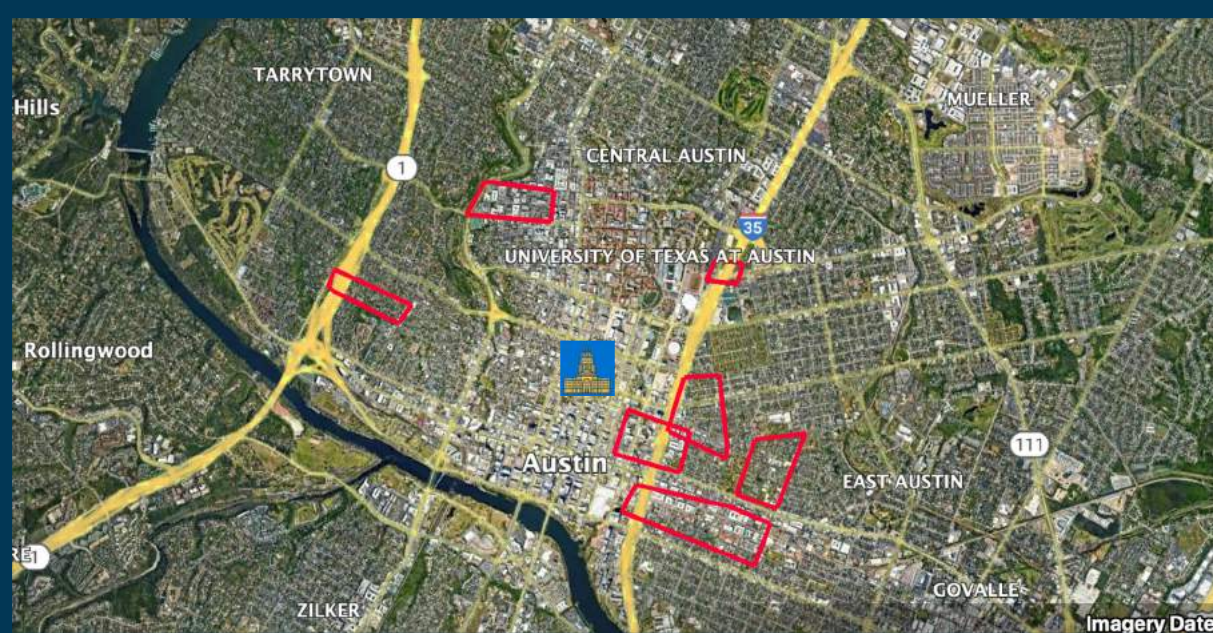 TARRYTOWN
Hills
MUELLER
CENTRAL AUSTIN
1
35
UNIVERSITY OF TEXAS AT AUSTIN
Rollingwood
Austin
111
EAST AUSTIN
1
GOVALLE
ZILKER
Imagery Date